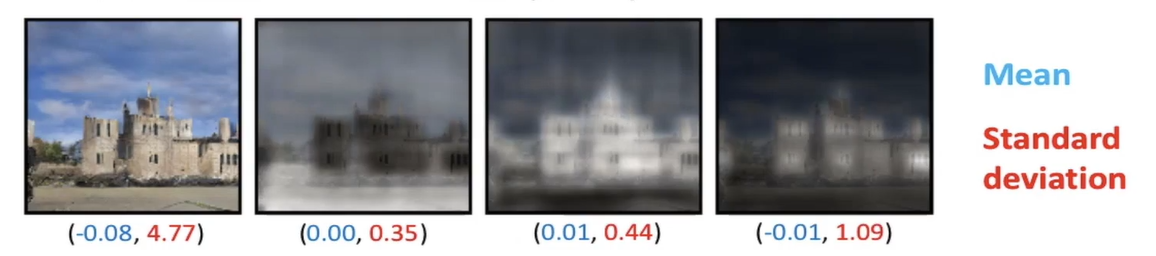 Mean
Standard
deviation
(-0.08, 4.77)
(0.00, 0.35)
(0.01, 0.44)
(-0.01, 1.09)